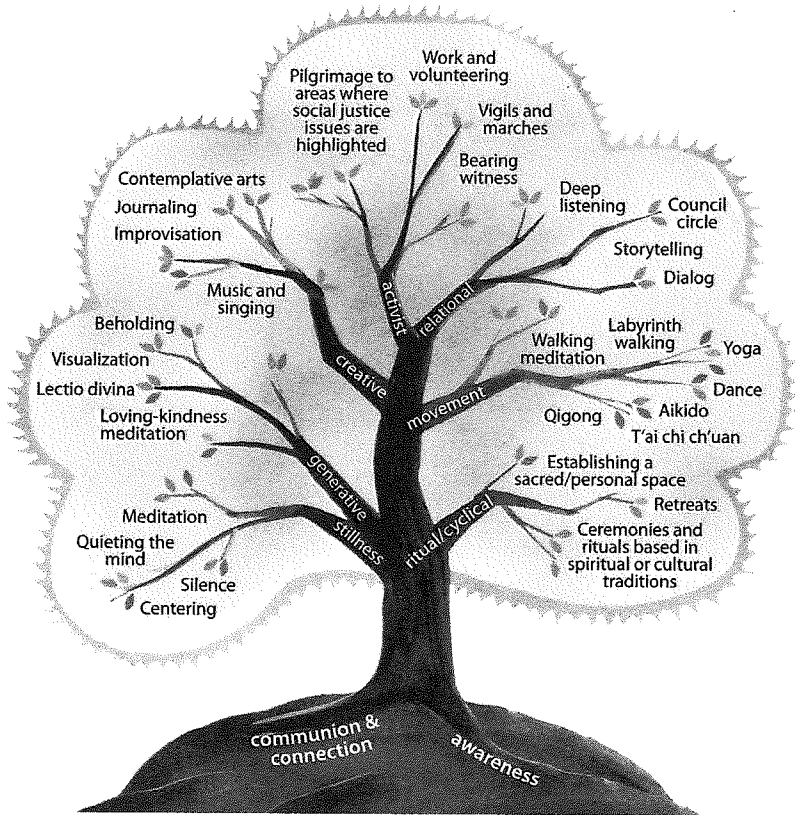 Work and
volunteering
Pilgrimage to
areas where
social justice
issues are
highlighted
Vigils and
marches
Bearing
witness
Deep
listening
Council
circle
Storytelling
Dialog
Contemplative arts
Journaling
Improvisation
Music and
singing
activist
relational
creative
Beholding
Visualization
Lectio divina
Loving-kindness
meditation
generative
Walking
meditation
Labyrinth
walking
Yoga
Dance
Aikido
Qigong
T'ai chi ch'uan
movement
Meditation
Quieting the
mind
Silence
Centering
stillness
Establishing a
sacred/personal space
Retreats
Ceremonies and
rituals based in
spiritual or cultural
traditions
ritual/cyclical
communion &
connection
awareness